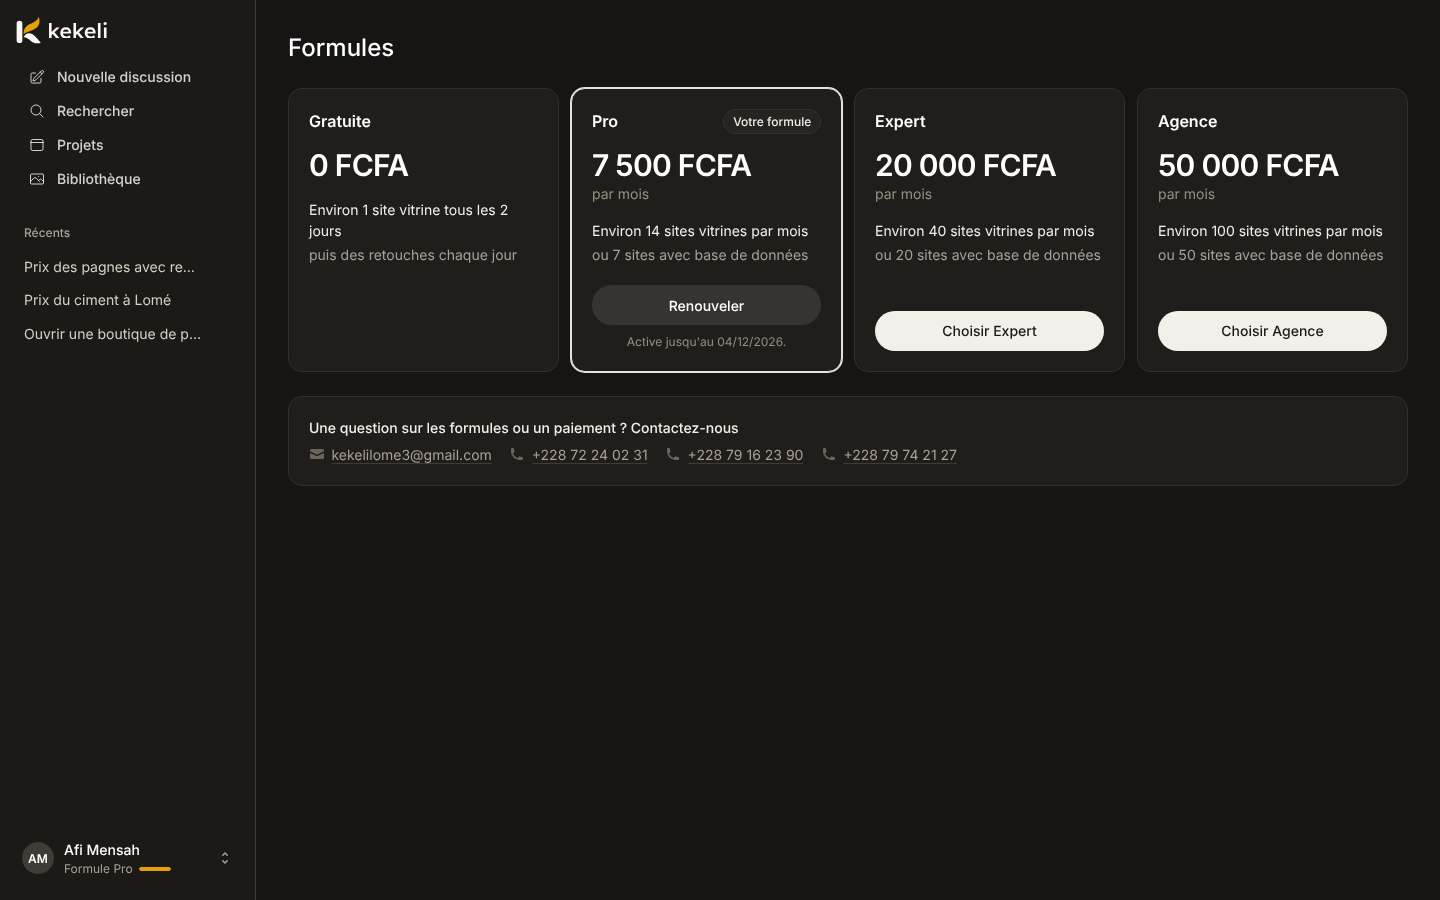 kekeli
Nouvelle discussion
Rechercher
Projets
Bibliothèque
Récents
Prix des pagnes avec re...
Prix du ciment à Lomé
Ouvrir une boutique de p...
AM
Afi Mensah
Formule Pro
Formules
Gratuite
0 FCFA
Environ 1 site vitrine tous les 2
jours
puis des retouches chaque jour
Pro
Votre formule
7 500 FCFA
par mois
Environ 14 sites vitrines par mois
ou 7 sites avec base de données
Renouveler
Active jusqu'au 04/12/2026.
Expert
20 000 FCFA
par mois
Environ 40 sites vitrines par mois
ou 20 sites avec base de données
Choisir Expert
Agence
50 000 FCFA
par mois
Environ 100 sites vitrines par mois
ou 50 sites avec base de données
Choisir Agence
Une question sur les formules ou un paiement ? Contactez-nous
kekelilome3@gmail.com +228 72 24 02 31 +228 79 16 23 90 +228 79 74 21 27